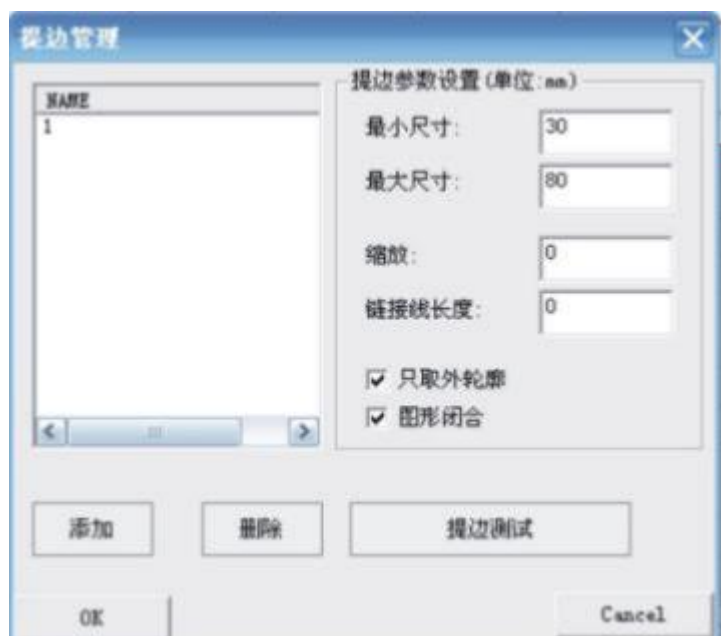 提边管理
NAME
1
提边参数设置(单位:mm)
最小尺寸: 30
最大尺寸: 80
缩放: 0
链接线长度: 0
只取外轮廓
图形闭合
添加
删除
提边测试
OK
Cancel